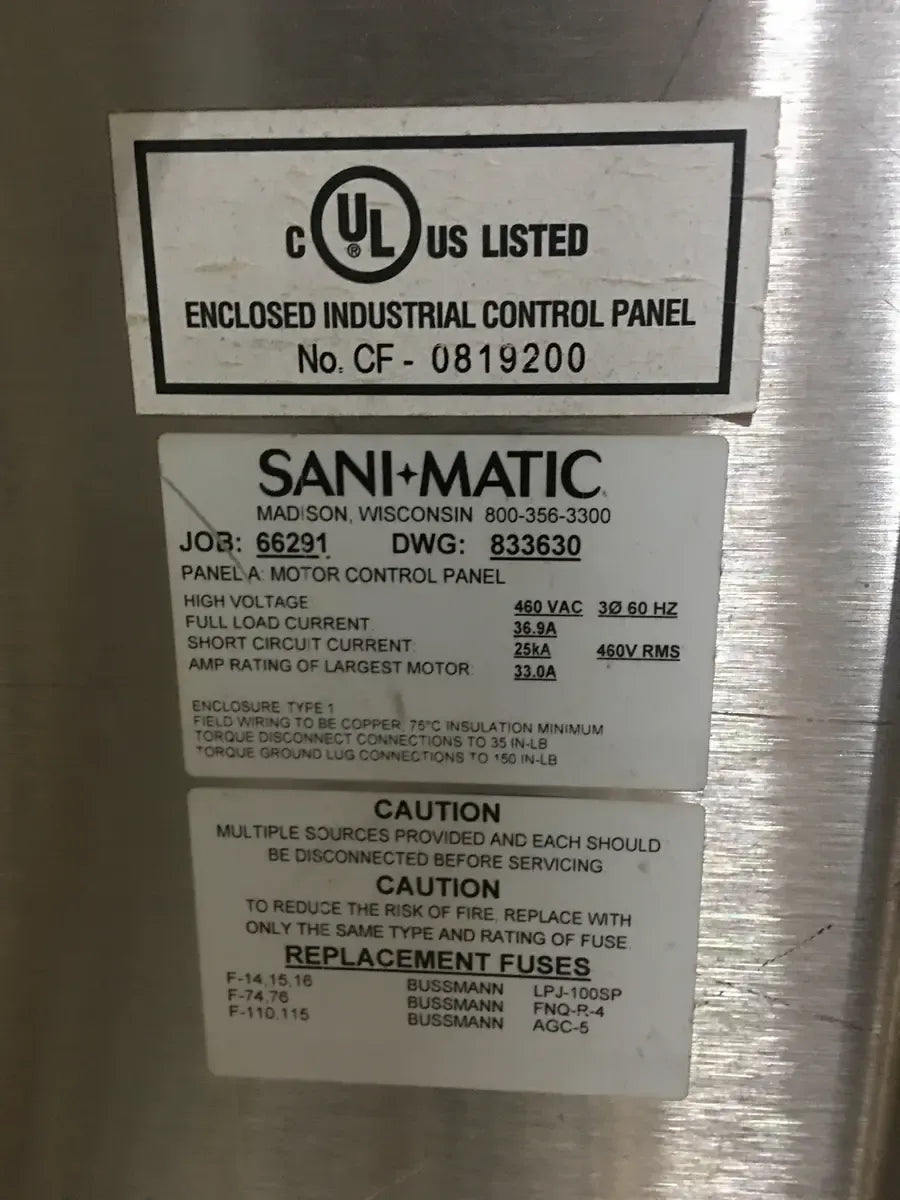 C UL® US LISTED
ENCLOSED INDUSTRIAL CONTROL PANEL
No. CF - 0819200
SANI+MATIC
MADISON, WISCONSIN 800-356-3300
JOB: 66291 DWG: 833630
PANEL A: MOTOR CONTROL PANEL
HIGH VOLTAGE 460 VAC 3Ø 60 HZ
FULL LOAD CURRENT: 36.9A
SHORT CIRCUIT CURRENT: 25kA 460V RMS
AMP RATING OF LARGEST MOTOR: 33.0A
ENCLOSURE TYPE 1
FIELD WIRING TO BE COPPER, 75°C INSULATION MINIMUM
TORQUE DISCONNECT CONNECTIONS TO 35 IN-LB
TORQUE GROUND LUG CONNECTIONS TO 150 IN-LB
CAUTION
MULTIPLE SOURCES PROVIDED AND EACH SHOULD
BE DISCONNECTED BEFORE SERVICING
CAUTION
TO REDUCE THE RISK OF FIRE, REPLACE WITH
ONLY THE SAME TYPE AND RATING OF FUSE
REPLACEMENT FUSES
F-14,15,16 BUSSMANN LPJ-100SP
F-74,76 BUSSMANN FNQ-R-4
F-110,115 BUSSMANN AGC-5